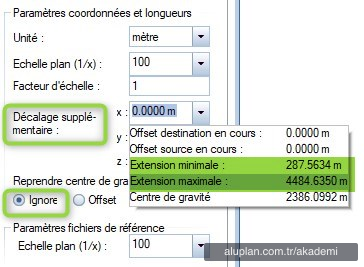 Paramètres coordonnées et longueurs
Unité : mètre
Echelle plan (1/x) : 100
Facteur d'échelle : 1
Décalage supplé-
mentaire :
x : 0.0000 m
y :
z :
Offset destination en cours : 0.0000 m
Offset source en cours : 0.0000 m
Extension minimale : 287.5634 m
Extension maximale : 4484.6350 m
Centre de gravité 2386.0992 m
Reprendre centre de gra
Ignore Offset
Paramètres fichiers de référence
Echelle plan (1/x) : 100
aluplan.com.tr/akademi